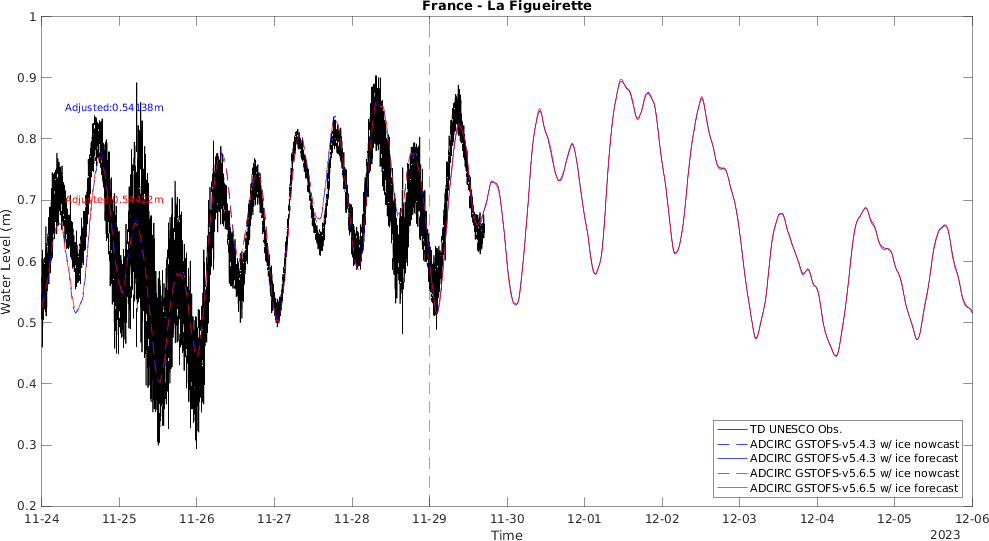 France - La Figueirette
Water Level (m)
1
0.9
0.8
0.7
0.6
0.5
0.4
0.3
0.2
Adjusted:0.54138m
Adjusted:0.54422m
TD UNESCO Obs.
ADCIRC GSTOFS-v5.4.3 w/ ice nowcast
ADCIRC GSTOFS-v5.4.3 w/ ice forecast
ADCIRC GSTOFS-v5.6.5 w/ ice nowcast
ADCIRC GSTOFS-v5.6.5 w/ ice forecast
11-24 11-25 11-26 11-27 11-28 11-29 11-30 12-01 12-02 12-03 12-04 12-05 12-06
Time
2023